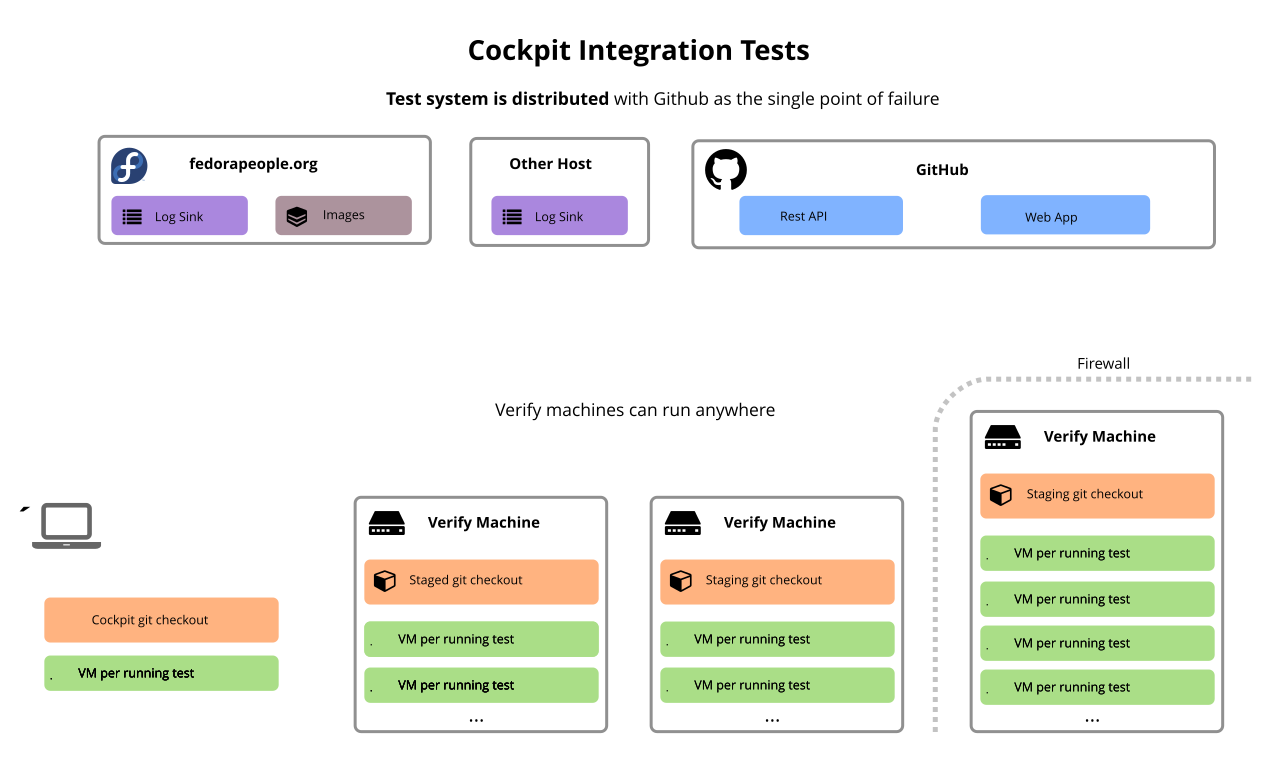 Cockpit Integration Tests
Test system is distributed with Github as the single point of failure
fedorapeople.org
Log Sink
Images
Other Host
Log Sink
GitHub
Rest API
Web App
Firewall
Verify machines can run anywhere
Cockpit git checkout
VM per running test
Verify Machine
Staged git checkout
VM per running test
VM per running test
...
Verify Machine
Staging git checkout
VM per running test
VM per running test
...
Verify Machine
Staging git checkout
VM per running test
VM per running test
VM per running test
VM per running test
...